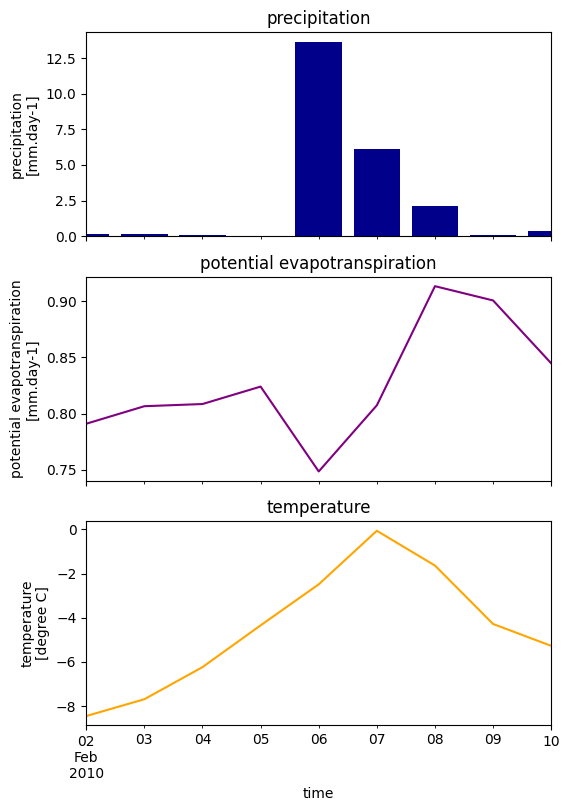 precipitation
precipitation
[mm.day-1]
12.5
10.0
7.5
5.0
2.5
0.0
potential evapotranspiration
potential evapotranspiration
[mm.day-1]
0.90
0.85
0.80
0.75
temperature
temperature
[degree C]
0
−2
−4
−6
−8
02 03 04 05 06 07 08 09 10
Feb
2010
time